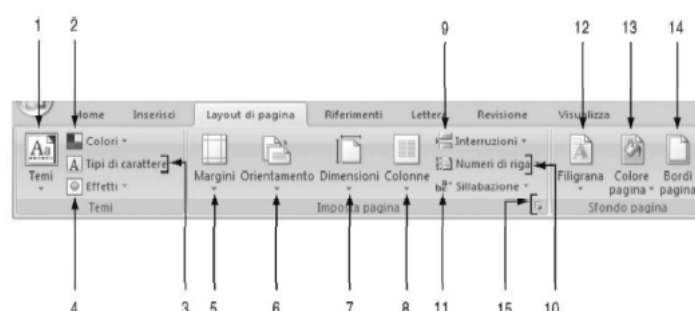 1 2 9 12 13 14
Home Inserisci Layout di pagina Riferimenti Lettere Revisione Visualizza
Aa Temi
Colori
A Tipi di carattere
Effetti
Temi
Margini Orientamento Dimensioni Colonne
Interruzioni
Numeri di riga
Sillabazione
Imposta pagina
A Filigrana
Colore pagina
Bordi pagina
Sfondo pagina
4 3 5 6 7 8 11 15 10